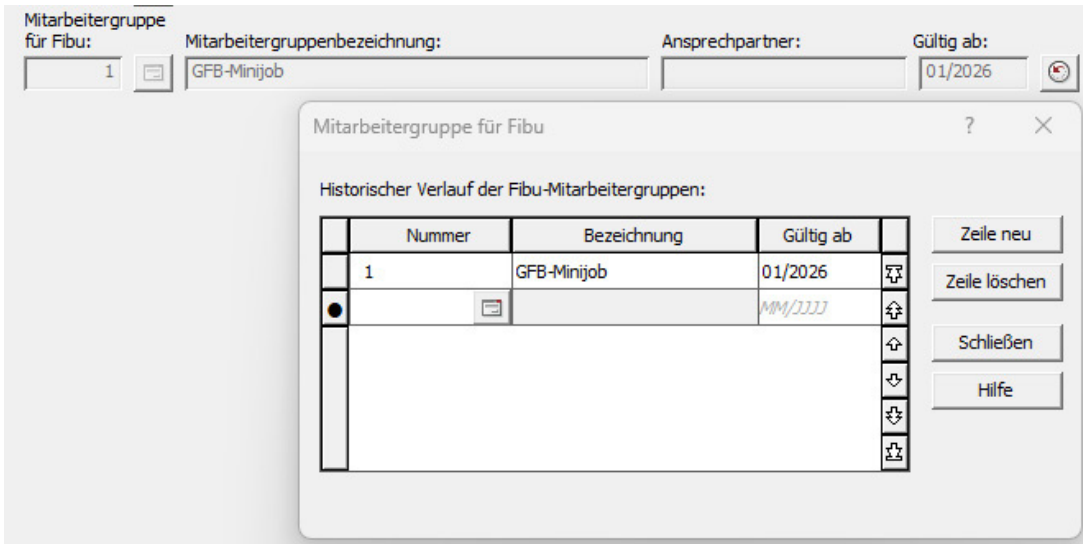 Mitarbeitergruppe
für Fibu: Mitarbeitergruppenbezeichnung: Ansprechpartner: Gültig ab:
1 GFB-Minijob 01/2026
Mitarbeitergruppe für Fibu ?
Historischer Verlauf der Fibu-Mitarbeitergruppen:
Nummer Bezeichnung Gültig ab Zeile neu
1 GFB-Minijob 01/2026 Zeile löschen
MM/JJJJ
Schließen
Hilfe